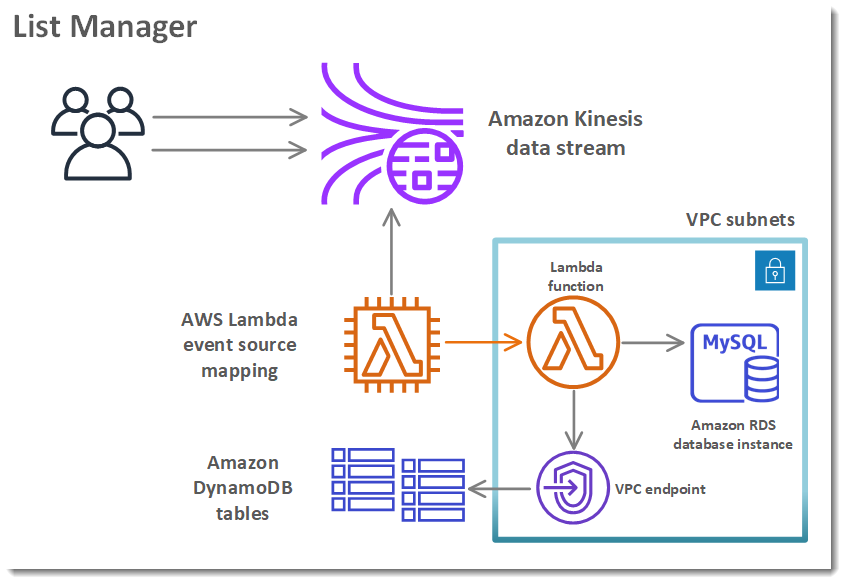 List Manager
Amazon Kinesis
data stream
VPC subnets
Lambda
function
AWS Lambda
event source
mapping
MySQL
Amazon RDS
database instance
Amazon
DynamoDB
tables
VPC endpoint